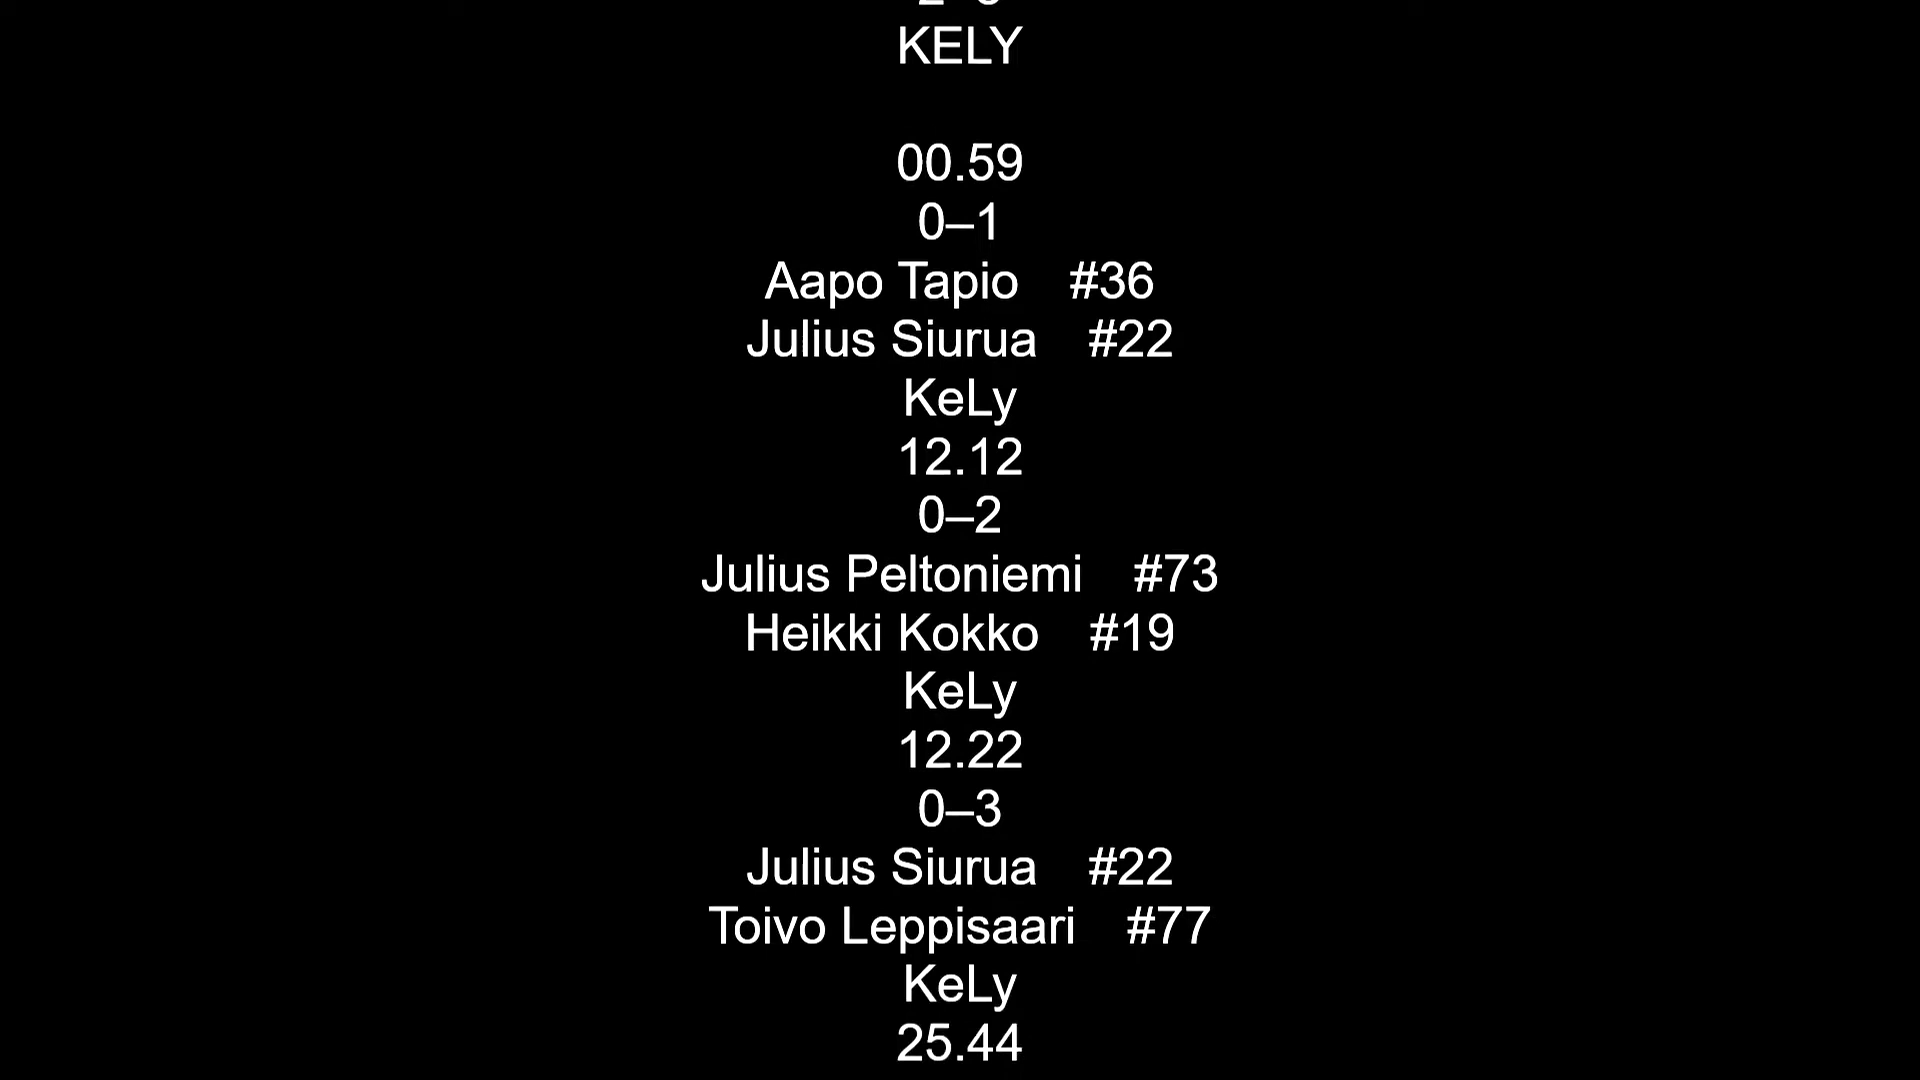 KELY
00.59
0–1
Aapo Tapio #36
Julius Siurua #22
KeLy
12.12
0–2
Julius Peltoniemi #73
Heikki Kokko #19
KeLy
12.22
0–3
Julius Siurua #22
Toivo Leppisaari #77
KeLy
25.44